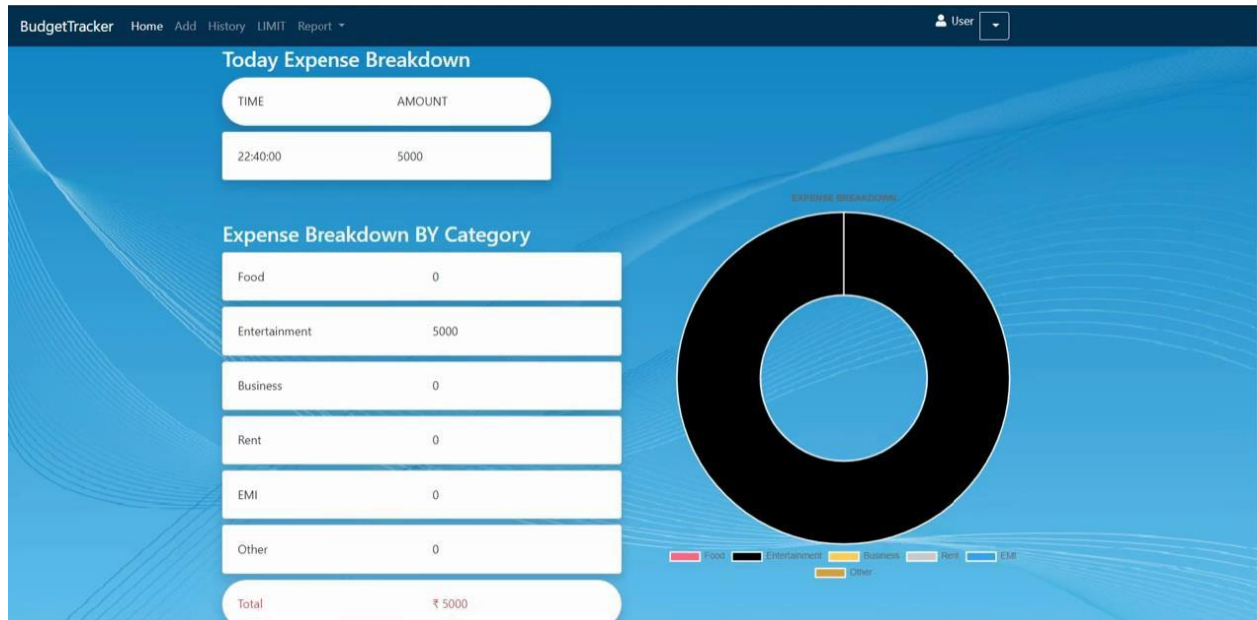 BudgetTracker Home Add History LIMIT Report User
Today Expense Breakdown
TIME AMOUNT
22:40:00 5000
Expense Breakdown BY Category
Food 0
Entertainment 5000
Business 0
Rent 0
EMI 0
Other 0
Total ₹ 5000
EXPENSE BREAKDOWN
Food Entertainment Business Rent EMI
Other